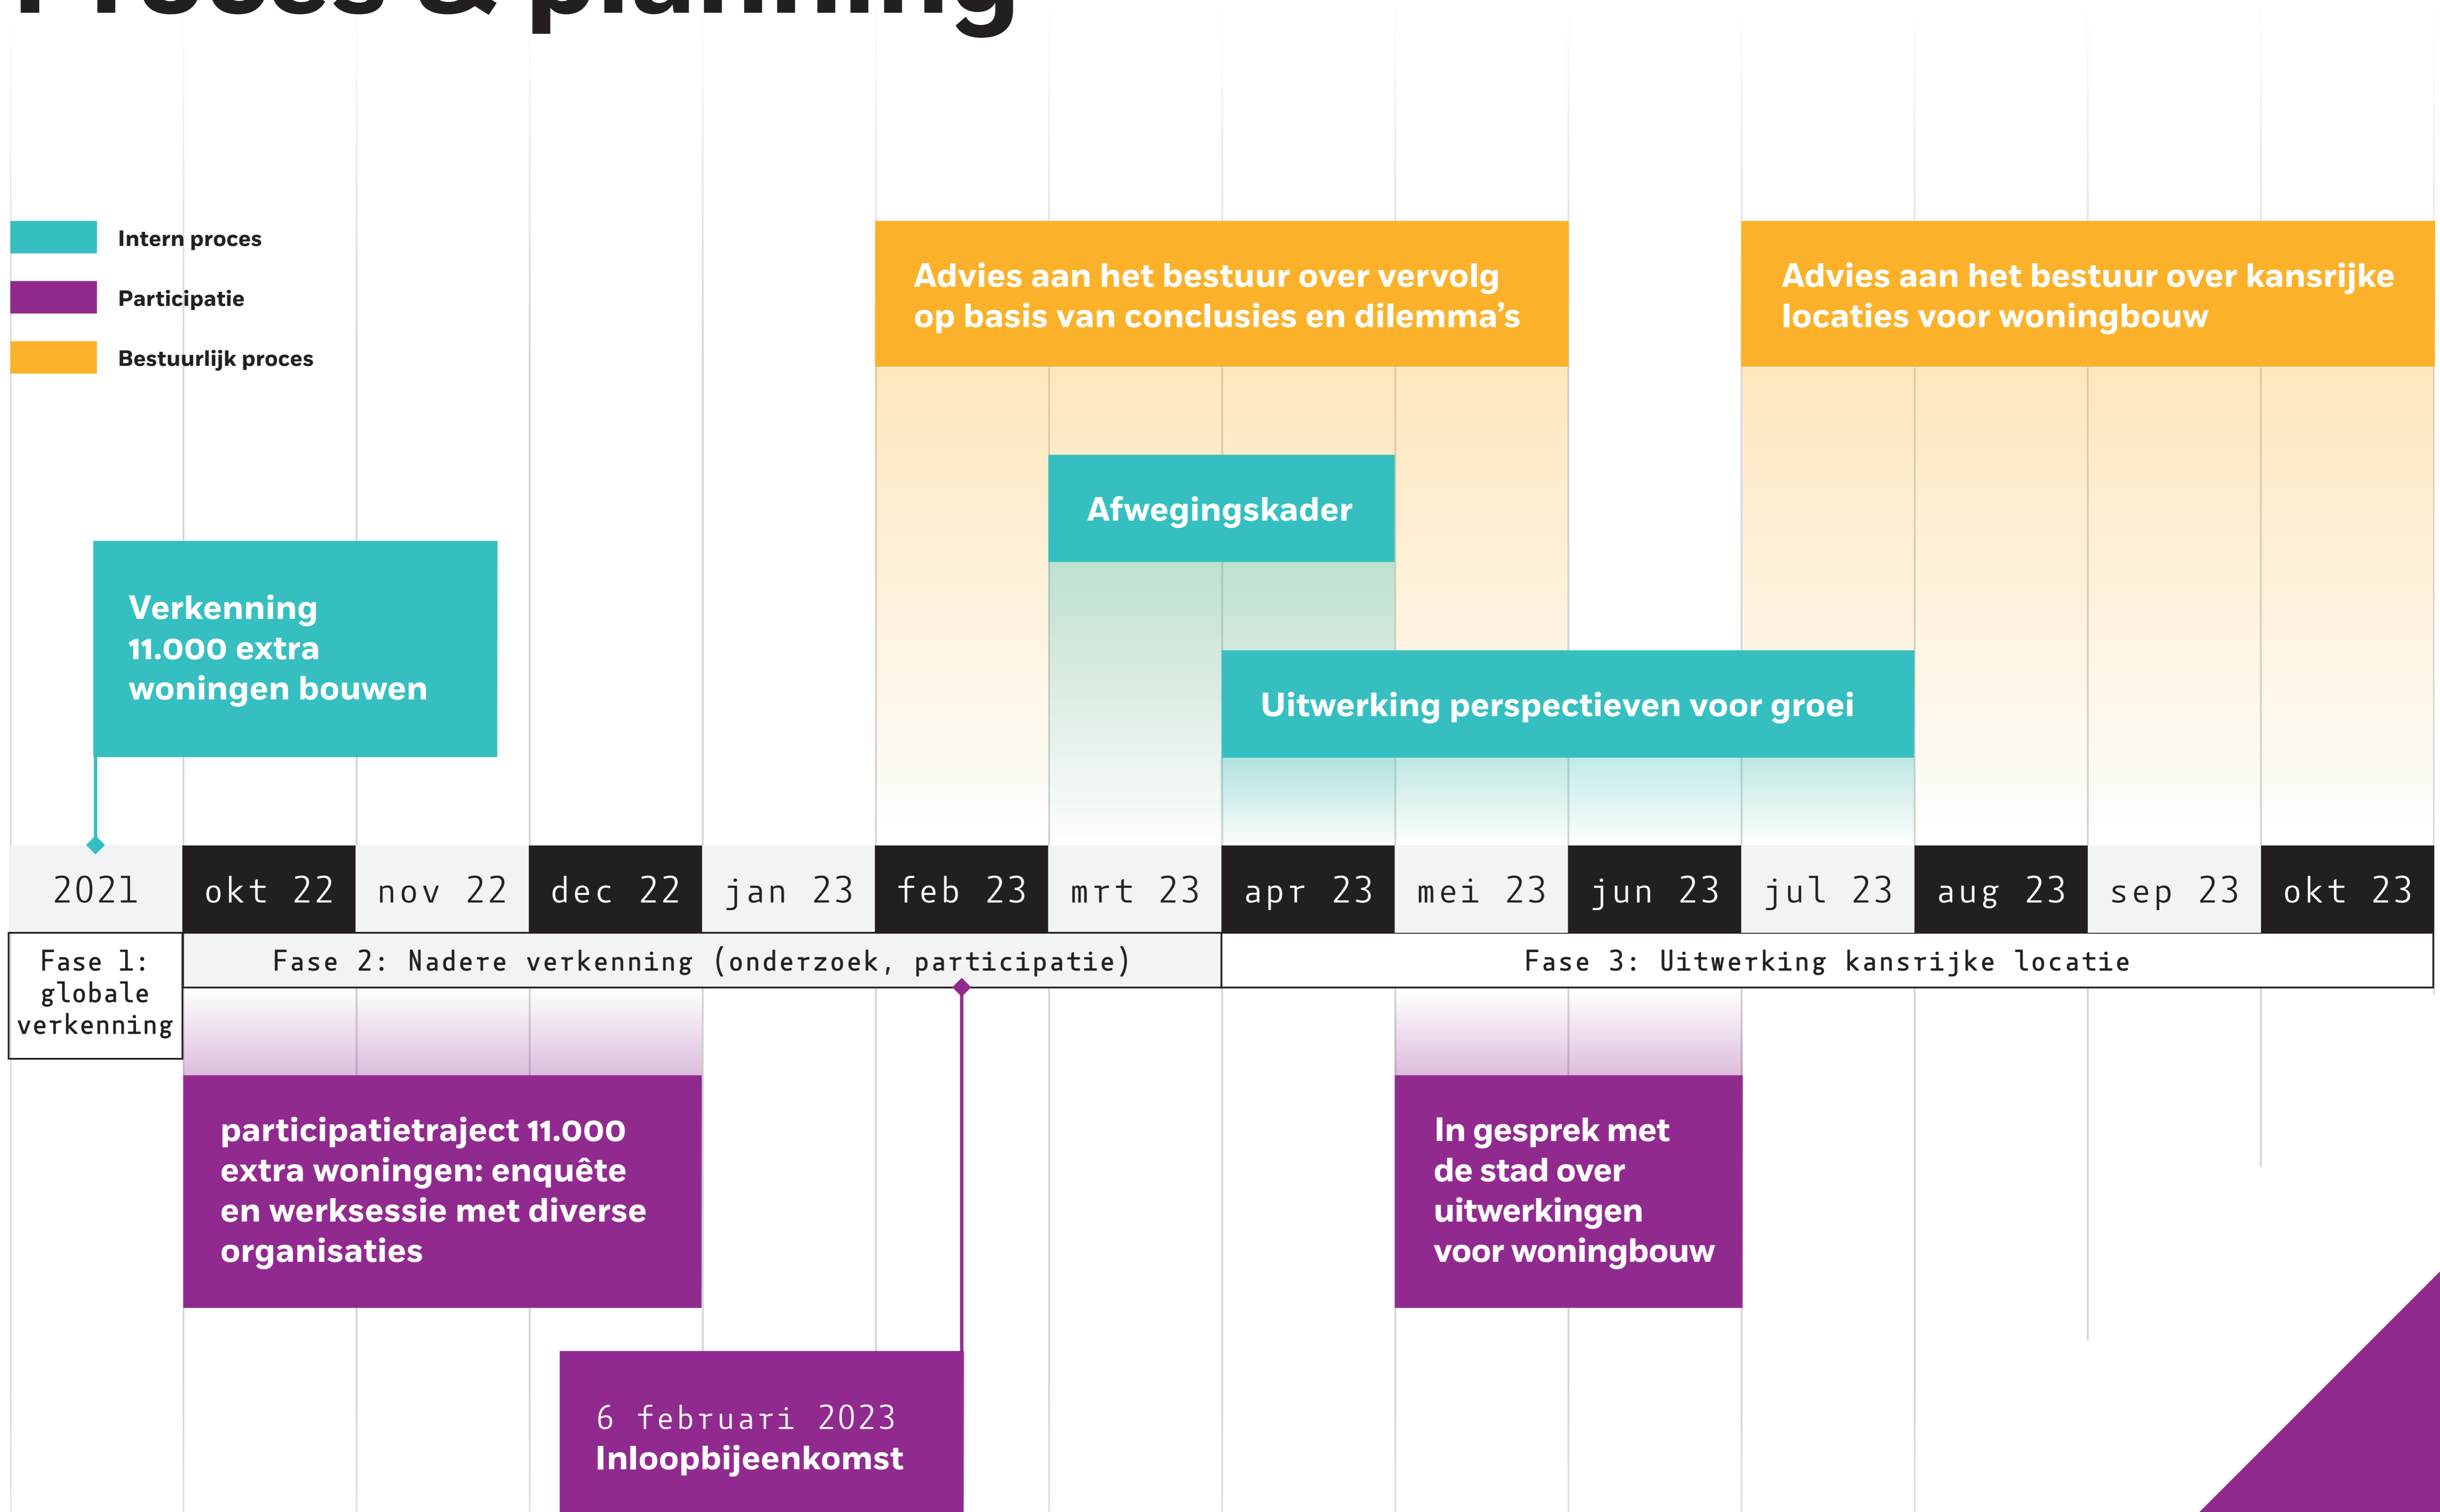 Proces & planning
Intern proces
Participatie
Bestuurlijk proces
Advies aan het bestuur over vervolg
op basis van conclusies en dilemma’s
Advies aan het bestuur over kansrijke
locaties voor woningbouw
Afwegingskader
Verkenning
11.000 extra
woningen bouwen
Uitwerking perspectieven voor groei
2021 okt 22 nov 22 dec 22 jan 23 feb 23 mrt 23 apr 23 mei 23 jun 23 jul 23 aug 23 sep 23 okt 23
Fase 1:
globale
verkenning
Fase 2: Nadere verkenning (onderzoek, participatie)
Fase 3: Uitwerking kansrijke locatie
participatietraject 11.000
extra woningen: enquête
en werksessie met diverse
organisaties
In gesprek met
de stad over
uitwerkingen
voor woningbouw
6 februari 2023
Inloopbijeenkomst